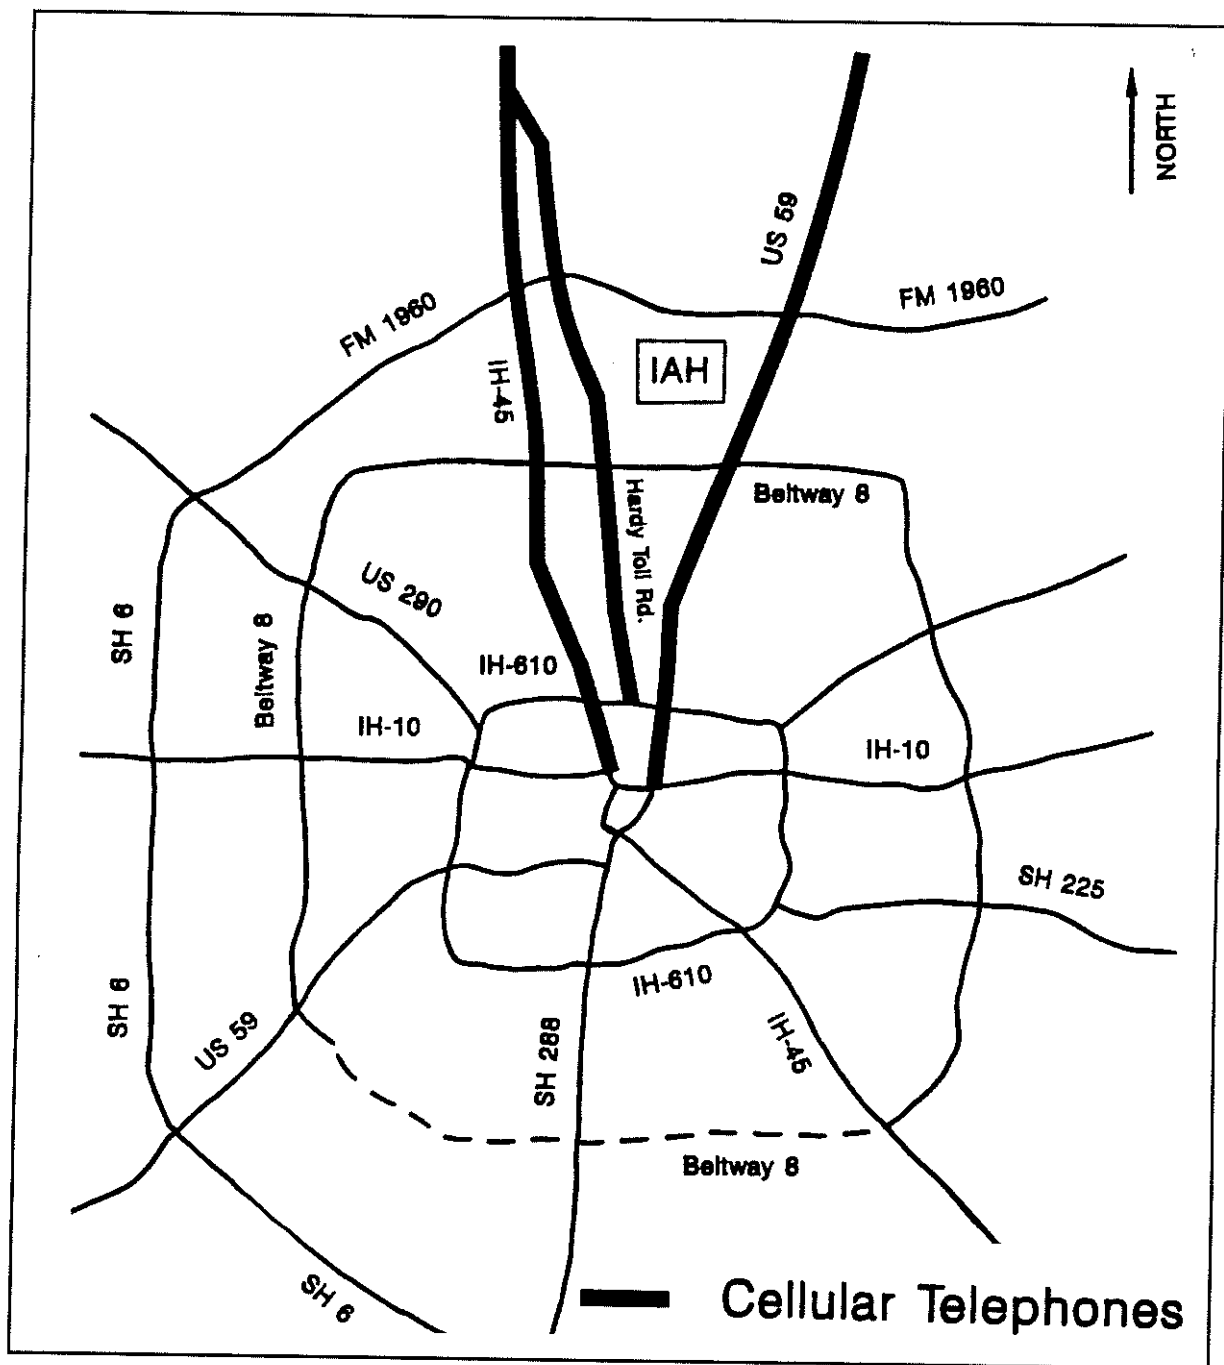 NORTH
US 59
FM 1960
FM 1960
IAH
IH-45
Beltway 8
Hardy Toll Rd.
US 290
SH 6
Beltway 8
IH-610
IH-10
IH-10
SH 225
IH-610
SH 6
US 59
SH 288
IH-45
Beltway 8
SH 6
Cellular Telephones